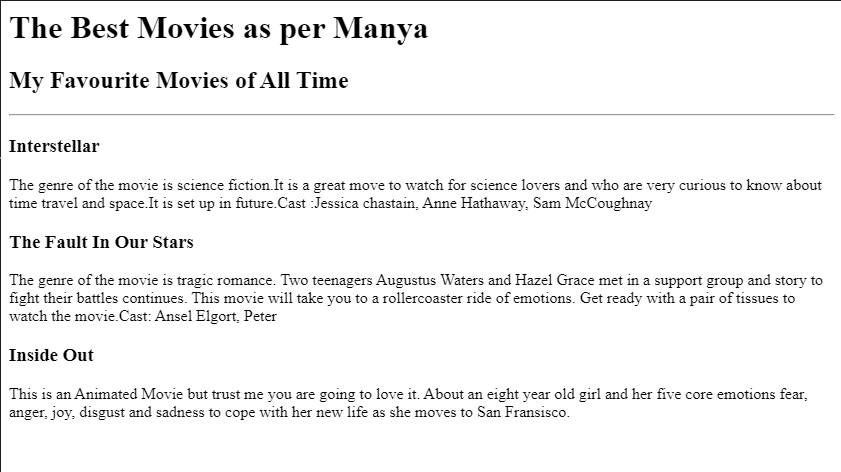 The Best Movies as per Manya
My Favourite Movies of All Time
Interstellar
The genre of the movie is science fiction.It is a great move to watch for science lovers and who are very curious to know about
time travel and space.It is set up in future.Cast :Jessica chastain, Anne Hathaway, Sam McCoughnay
The Fault In Our Stars
The genre of the movie is tragic romance. Two teenagers Augustus Waters and Hazel Grace met in a support group and story to
fight their battles continues. This movie will take you to a rollercoaster ride of emotions. Get ready with a pair of tissues to
watch the movie.Cast: Ansel Elgort, Peter
Inside Out
This is an Animated Movie but trust me you are going to love it. About an eight year old girl and her five core emotions fear,
anger, joy, disgust and sadness to cope with her new life as she moves to San Fransisco.